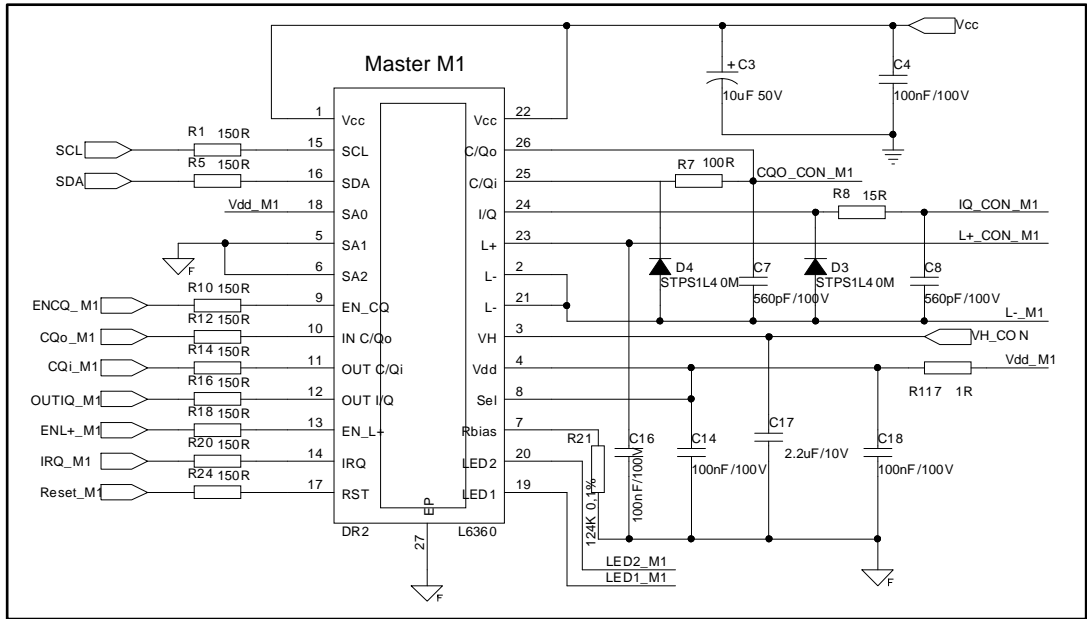 Vcc
Master M1
+ C3
10uF 50V
C4
100nF/100V
1
Vcc
Vcc
22
SCL
R1 150R
15
SCL
C/Qo
26
SDA
R5 150R
16
SDA
C/Qi
25
R7 100R
CQO_CON_M1
Vdd_M1
18
SA0
I/Q
24
R8 15R
IQ_CON_M1
5
SA1
L+
23
L+_CON_M1
F
6
SA2
L-
2
D4
STPS1L40M
C7
560pF/100V
D3
STPS1L40M
C8
560pF/100V
ENCQ_M1
R10 150R
9
EN_CQ
L-
21
L-_M1
CQo_M1
R12 150R
10
IN C/Qo
VH
3
VH_CON
CQi_M1
R14 150R
11
OUT C/Qi
Vdd
4
Vdd_M1
R117 1R
OUTIQ_M1
R16 150R
12
OUT I/Q
Sel
8
ENL+_M1
R18 150R
13
EN_L+
Rbias
7
R21
124K 0,1%
C16
100nF/100V
C14
100nF/100V
C17
2.2uF/10V
C18
100nF/100V
IRQ_M1
R20 150R
14
IRQ
LED2
20
Reset_M1
R24 150R
17
RST
LED1
19
EP
DR2
L6360
27
F
LED2_M1
LED1_M1
F